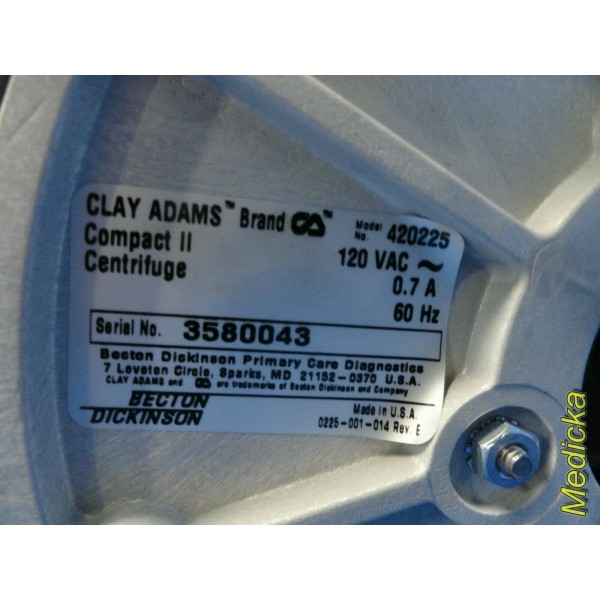 CLAY ADAMS™ Brand CA™
Model No. 420225
Compact II
120 VAC ~
Centrifuge
0.7 A
60 Hz
Serial No. 3580043
Becton Dickinson Primary Care Diagnostics
7 Loveton Circle, Sparks, MD 21152-0370 U.S.A.
CLAY ADAMS and CA are trademarks of Becton Dickinson and Company
BECTON
DICKINSON
Made in U.S.A.
0225-001-014 Rev E
Medicka